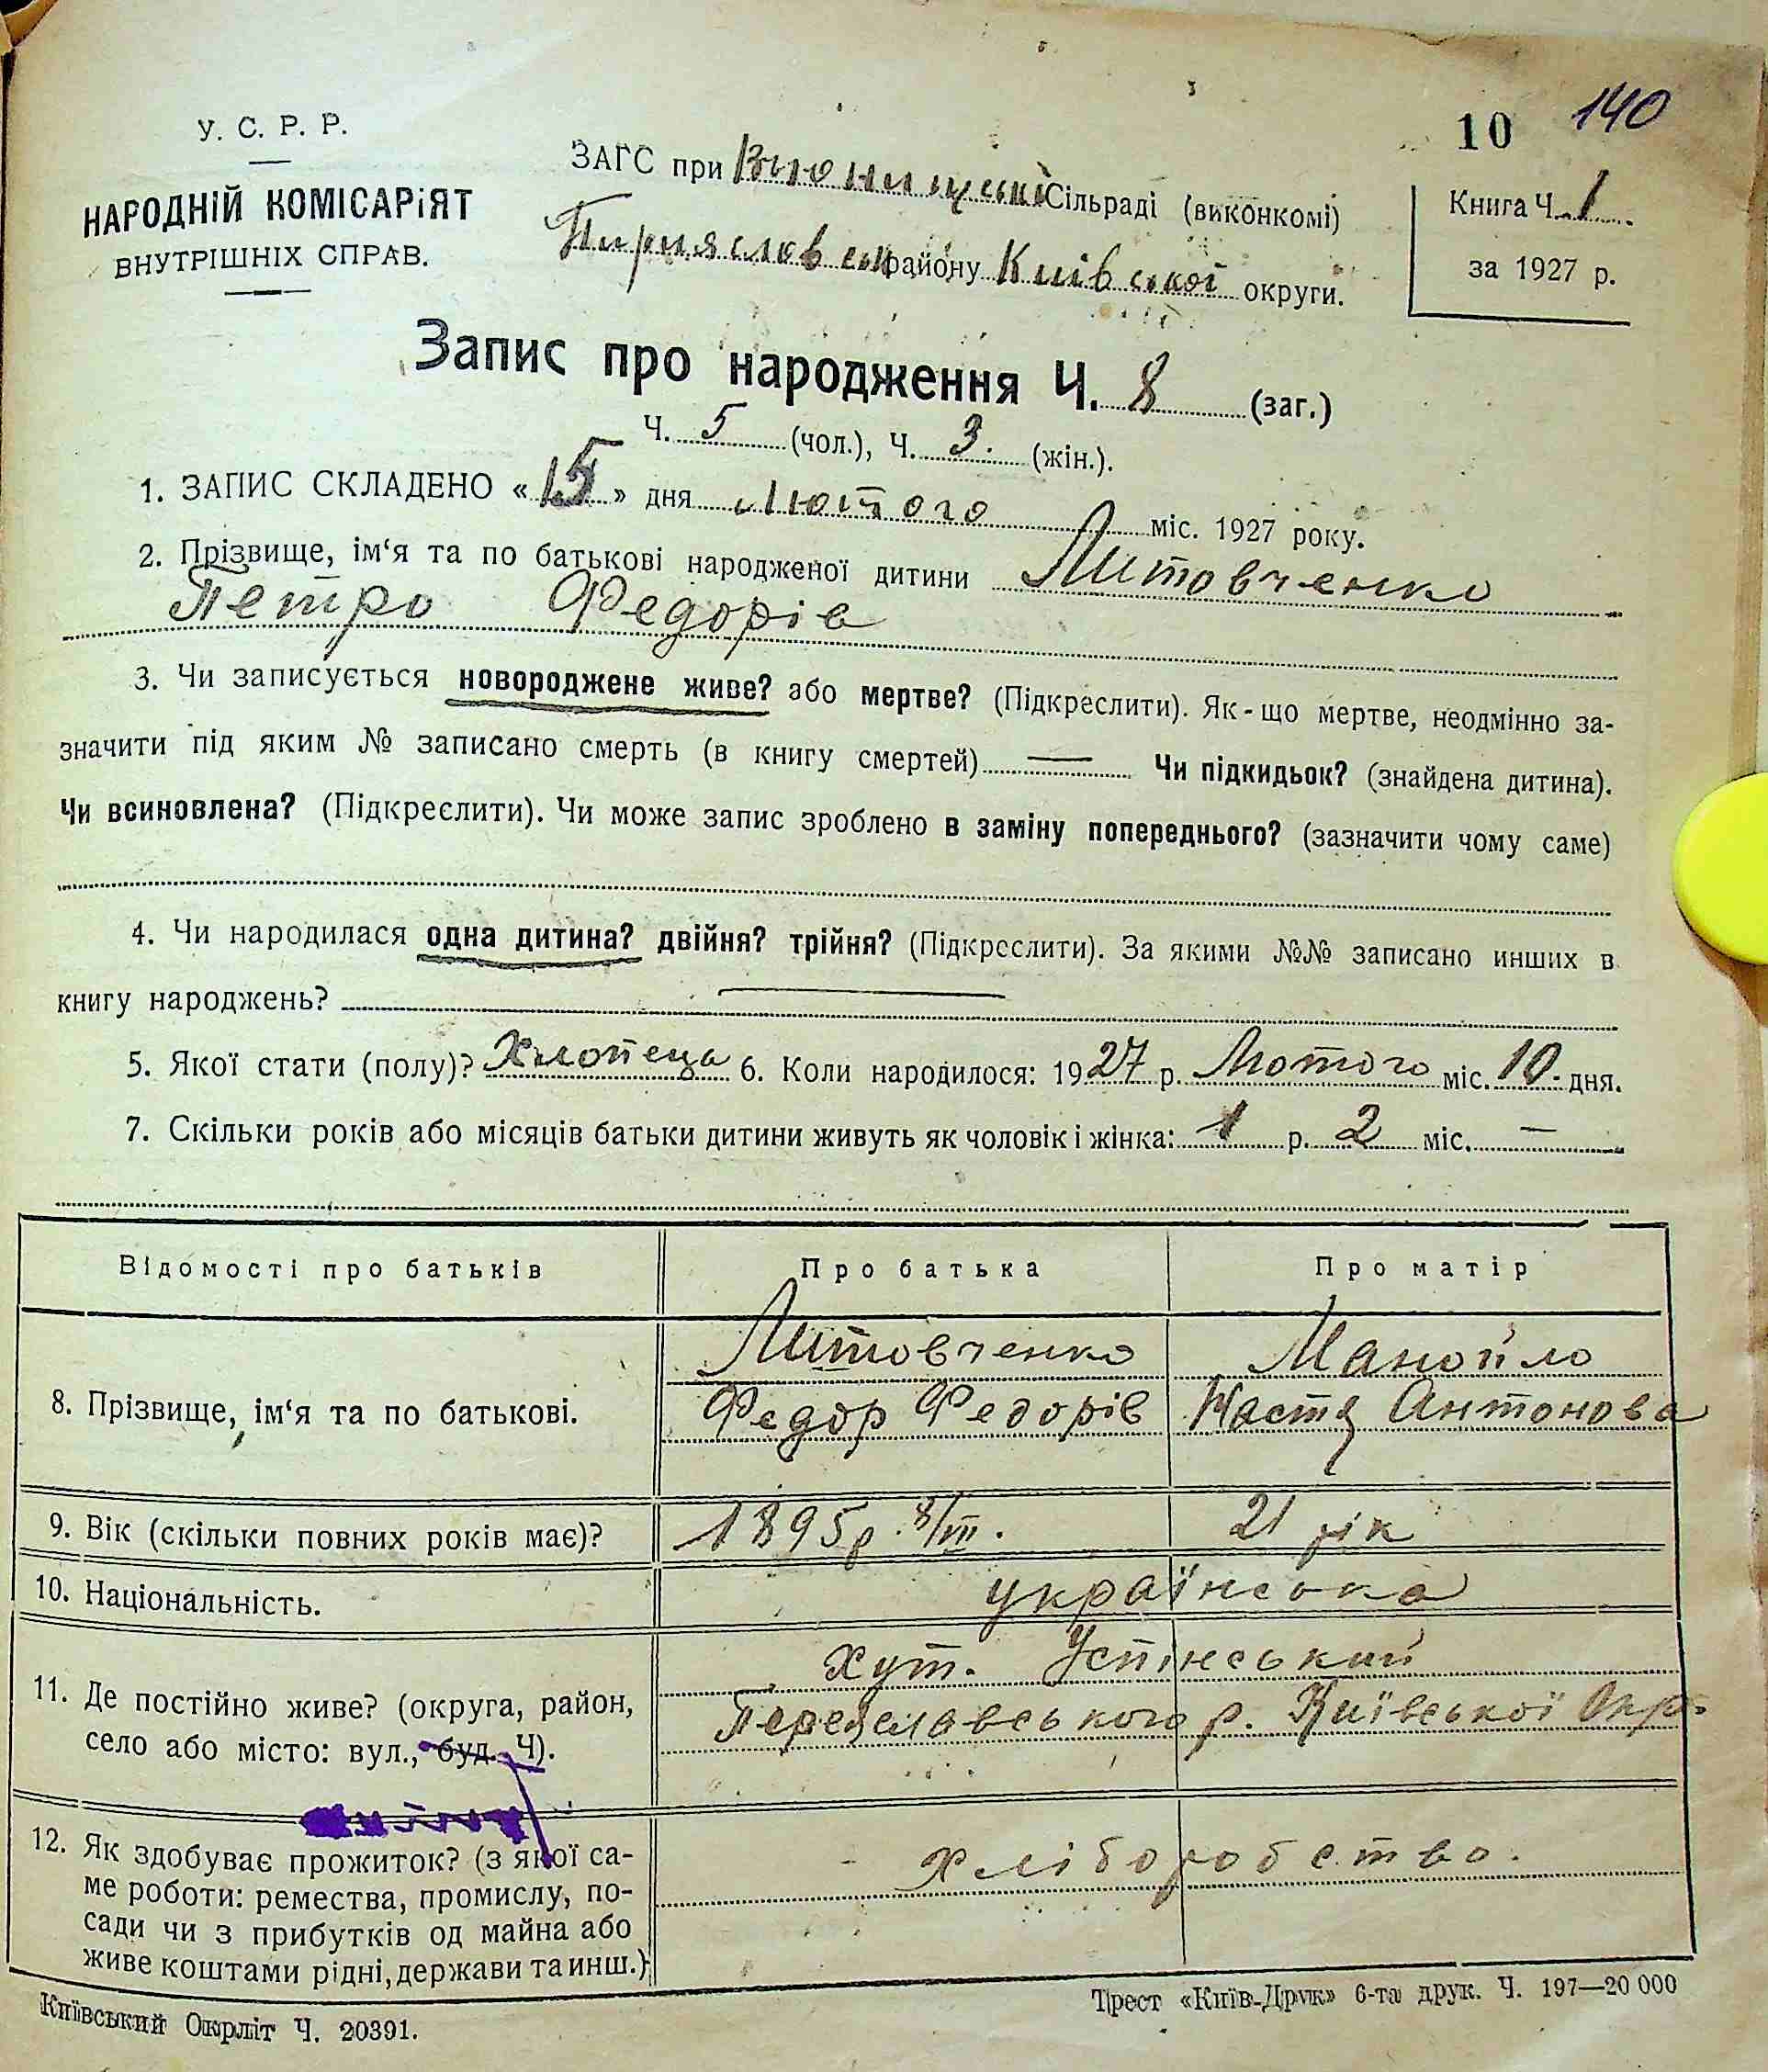 10 140
У. С. Р. Р.
НАРОДНІЙ КОМІСАРІЯТ
ВНУТРІШНІХ СПРАВ.
ЗАГС при Вьюнищській Сільраді (виконкомі)
Пирияславськ району Київської округи.
Книга Ч. 1
за 1927 р.
Запис про народження Ч. 8 (заг.)
Ч. 5 (чол.), Ч. 3. (жін.).
1. ЗАПИС СКЛАДЕНО « 15 » дня Лютого міс. 1927 року.
2. Прізвище, ім‘я та по батькові народженої дитини Литовченко
Петро Федорів
3. Чи записується новороджене живе? або мертве? (Підкреслити). Як-що мертве, неодмінно за-
значити під яким № записано смерть (в книгу смертей) — Чи підкидьок? (знайдена дитина).
Чи всиновлена? (Підкреслити). Чи може запис зроблено в заміну попереднього? (зазначити чому саме)
4. Чи народилася одна дитина? двійня? трійня? (Підкреслити). За якими №№ записано инших в
книгу народжень? —
5. Якої стати (полу)? Хлопець 6. Коли народилося: 1927 р. Лютого міс. 10. дня.
7. Скільки років або місяців батьки дитини живуть як чоловік і жінка: 1 р. 2 міс. —
Відомості про батьків Про батька Про матір
8. Прізвище, ім‘я та по батькові.
Литовченко Манойло
Федор Федорів Настя Антонова
9. Вік (скільки повних років має)? 1895р. 8/VII. 21 рік
10. Національність. українська
11. Де постійно живе? (округа, район,
село або місто: вул., буд. Ч).
Хут. Успінський
Переяславського р. Київської Окр.
12. Як здобуває прожиток? (з якої са-
ме роботи: ремества, промислу, по-
сади чи з прибутків од майна або
живе коштами рідні, держави та инш.)
хліборобство.
Київський Окрліт Ч. 20391.
Трест «Київ-Друк» 6-та друк. Ч. 197—20 000